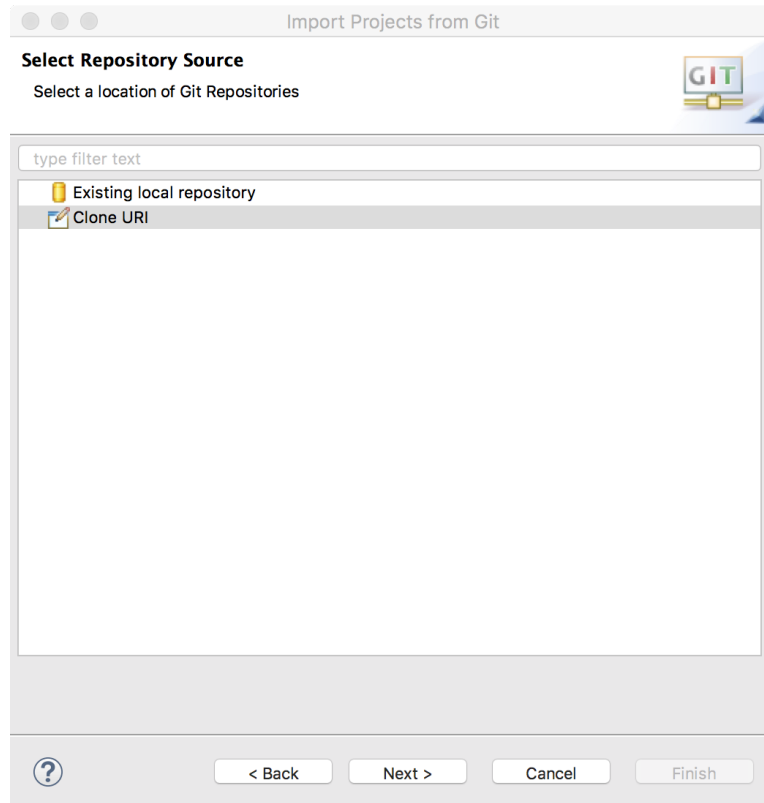 Import Projects from Git
Select Repository Source
Select a location of Git Repositories
GIT
type filter text
Existing local repository
Clone URI
?
< Back
Next >
Cancel
Finish